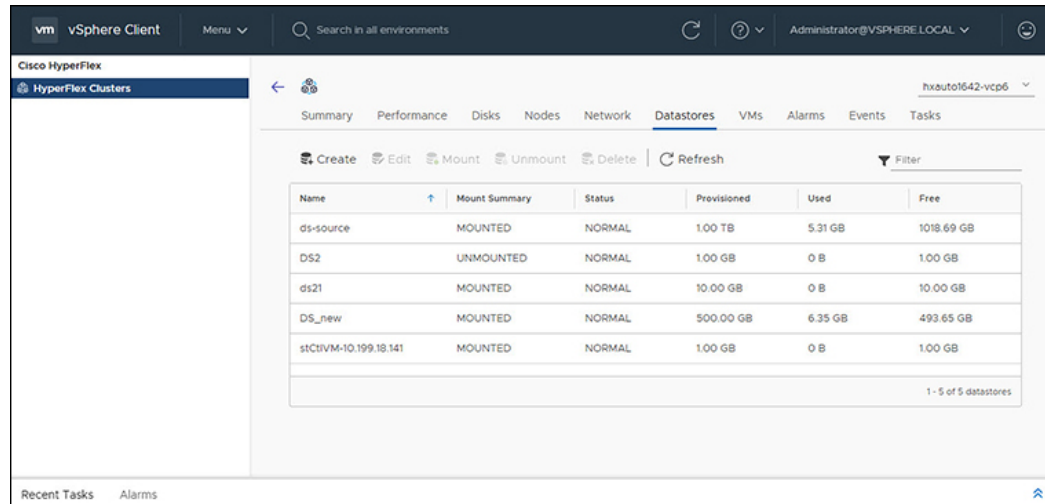 vm vSphere Client Menu Search in all environments Administrator@VSPHERE.LOCAL
Cisco HyperFlex
HyperFlex Clusters
hxauto1642-vcp6
Summary Performance Disks Nodes Network Datastores VMs Alarms Events Tasks
Create Edit Mount Unmount Delete Refresh Filter
Name Mount Summary Status Provisioned Used Free
ds-source MOUNTED NORMAL 1.00 TB 5.31 GB 1018.69 GB
DS2 UNMOUNTED NORMAL 1.00 GB 0 B 1.00 GB
ds21 MOUNTED NORMAL 10.00 GB 0 B 10.00 GB
DS_new MOUNTED NORMAL 500.00 GB 6.35 GB 493.65 GB
stCtlVM-10.199.18.141 MOUNTED NORMAL 1.00 GB 0 B 1.00 GB
1 - 5 of 5 datastores
Recent Tasks Alarms